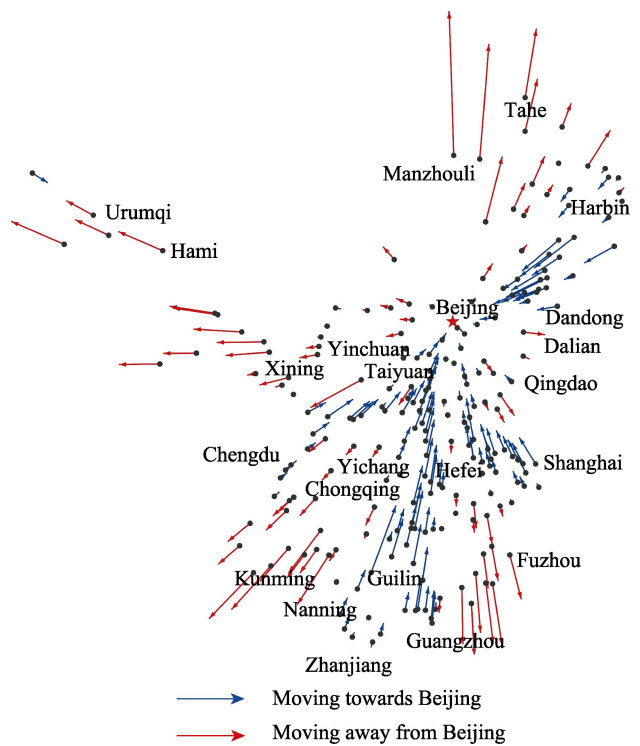 Tahe
Manzhouli
Harbin
Urumqi
Hami
Beijing
Dandong
Dalian
Yinchuan
Xining
Taiyuan
Qingdao
Chengdu
Yichang
Hefei
Shanghai
Chongqing
Fuzhou
Kunming
Guilin
Nanning
Guangzhou
Zhanjiang
Moving towards Beijing
Moving away from Beijing